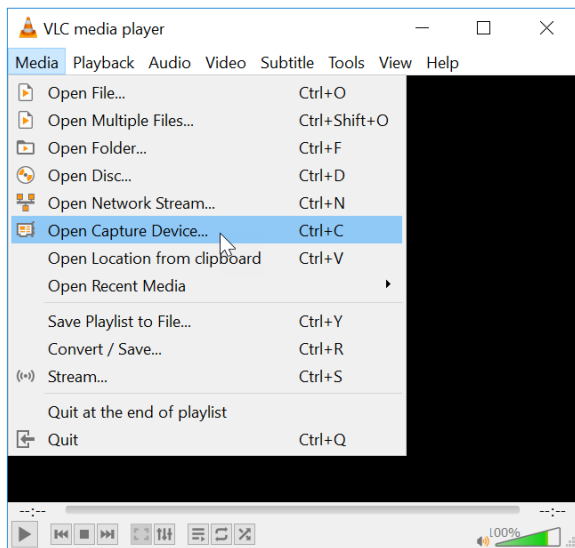 VLC media player
Media Playback Audio Video Subtitle Tools View Help
Open File... Ctrl+O
Open Multiple Files... Ctrl+Shift+O
Open Folder... Ctrl+F
Open Disc... Ctrl+D
Open Network Stream... Ctrl+N
Open Capture Device... Ctrl+C
Open Location from clipboard Ctrl+V
Open Recent Media
Save Playlist to File... Ctrl+Y
Convert / Save... Ctrl+R
Stream... Ctrl+S
Quit at the end of playlist
Quit Ctrl+Q
--:-- --:--
100%